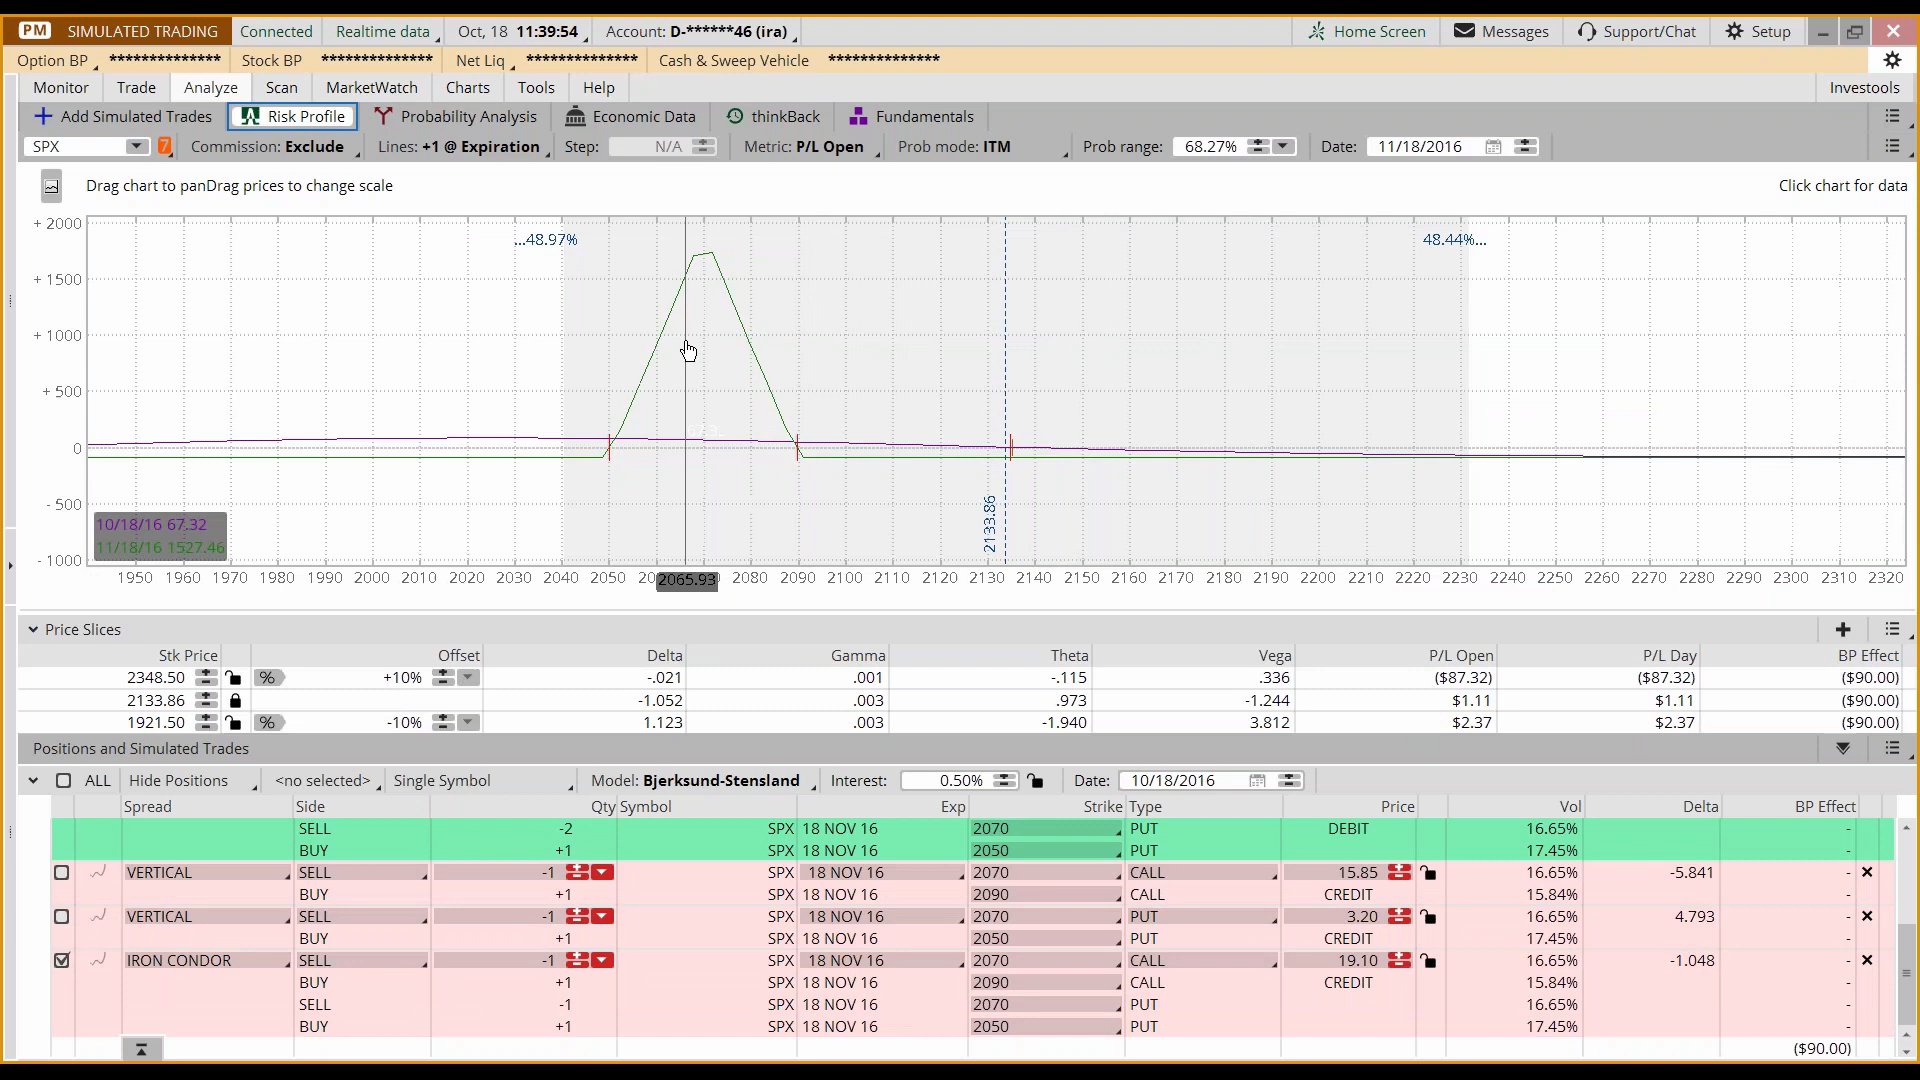 PM SIMULATED TRADING Connected Realtime data Oct, 18 11:39:54 Account: D-******46 (ira) Home Screen Messages Support/Chat Setup
Option BP ************** Stock BP ************** Net Liq ************** Cash & Sweep Vehicle **************
Monitor Trade Analyze Scan MarketWatch Charts Tools Help Investools
Add Simulated Trades Risk Profile Probability Analysis Economic Data thinkBack Fundamentals
SPX 7 Commission: Exclude Lines: +1 @ Expiration Step: N/A Metric: P/L Open Prob mode: ITM Prob range: 68.27% Date: 11/18/2016
Drag chart to panDrag prices to change scale Click chart for data
+ 2000
...48.97% 48.44%...
+ 1500
+ 1000
+ 500
0
- 500
2133.86
10/18/16 67.32
11/18/16 1527.46
- 1000
1950 1960 1970 1980 1990 2000 2010 2020 2030 2040 2050 2065.93 2080 2090 2100 2110 2120 2130 2140 2150 2160 2170 2180 2190 2200 2210 2220 2230 2240 2250 2260 2270 2280 2290 2300 2310 2320
Price Slices
Stk Price Offset Delta Gamma Theta Vega P/L Open P/L Day BP Effect
2348.50 % +10% -.021 .001 -.115 .336 ($87.32) ($87.32) ($90.00)
2133.86 -1.052 .003 .973 -1.244 $1.11 $1.11 ($90.00)
1921.50 % -10% 1.123 .003 -1.940 3.812 $2.37 $2.37 ($90.00)
Positions and Simulated Trades
ALL Hide Positions <no selected> Single Symbol Model: Bjerksund-Stensland Interest: 0.50% Date: 10/18/2016
Spread Side Qty Symbol Exp Strike Type Price Vol Delta BP Effect
SELL -2 SPX 18 NOV 16 2070 PUT DEBIT 16.65% -
BUY +1 SPX 18 NOV 16 2050 PUT 17.45% -
VERTICAL SELL -1 SPX 18 NOV 16 2070 CALL 15.85 16.65% -5.841 -
BUY +1 SPX 18 NOV 16 2090 CALL CREDIT 15.84% -
VERTICAL SELL -1 SPX 18 NOV 16 2070 PUT 3.20 16.65% 4.793 -
BUY +1 SPX 18 NOV 16 2050 PUT CREDIT 17.45% -
IRON CONDOR SELL -1 SPX 18 NOV 16 2070 CALL 19.10 16.65% -1.048 -
BUY +1 SPX 18 NOV 16 2090 CALL CREDIT 15.84% -
SELL -1 SPX 18 NOV 16 2070 PUT 16.65% -
BUY +1 SPX 18 NOV 16 2050 PUT 17.45% -
($90.00)